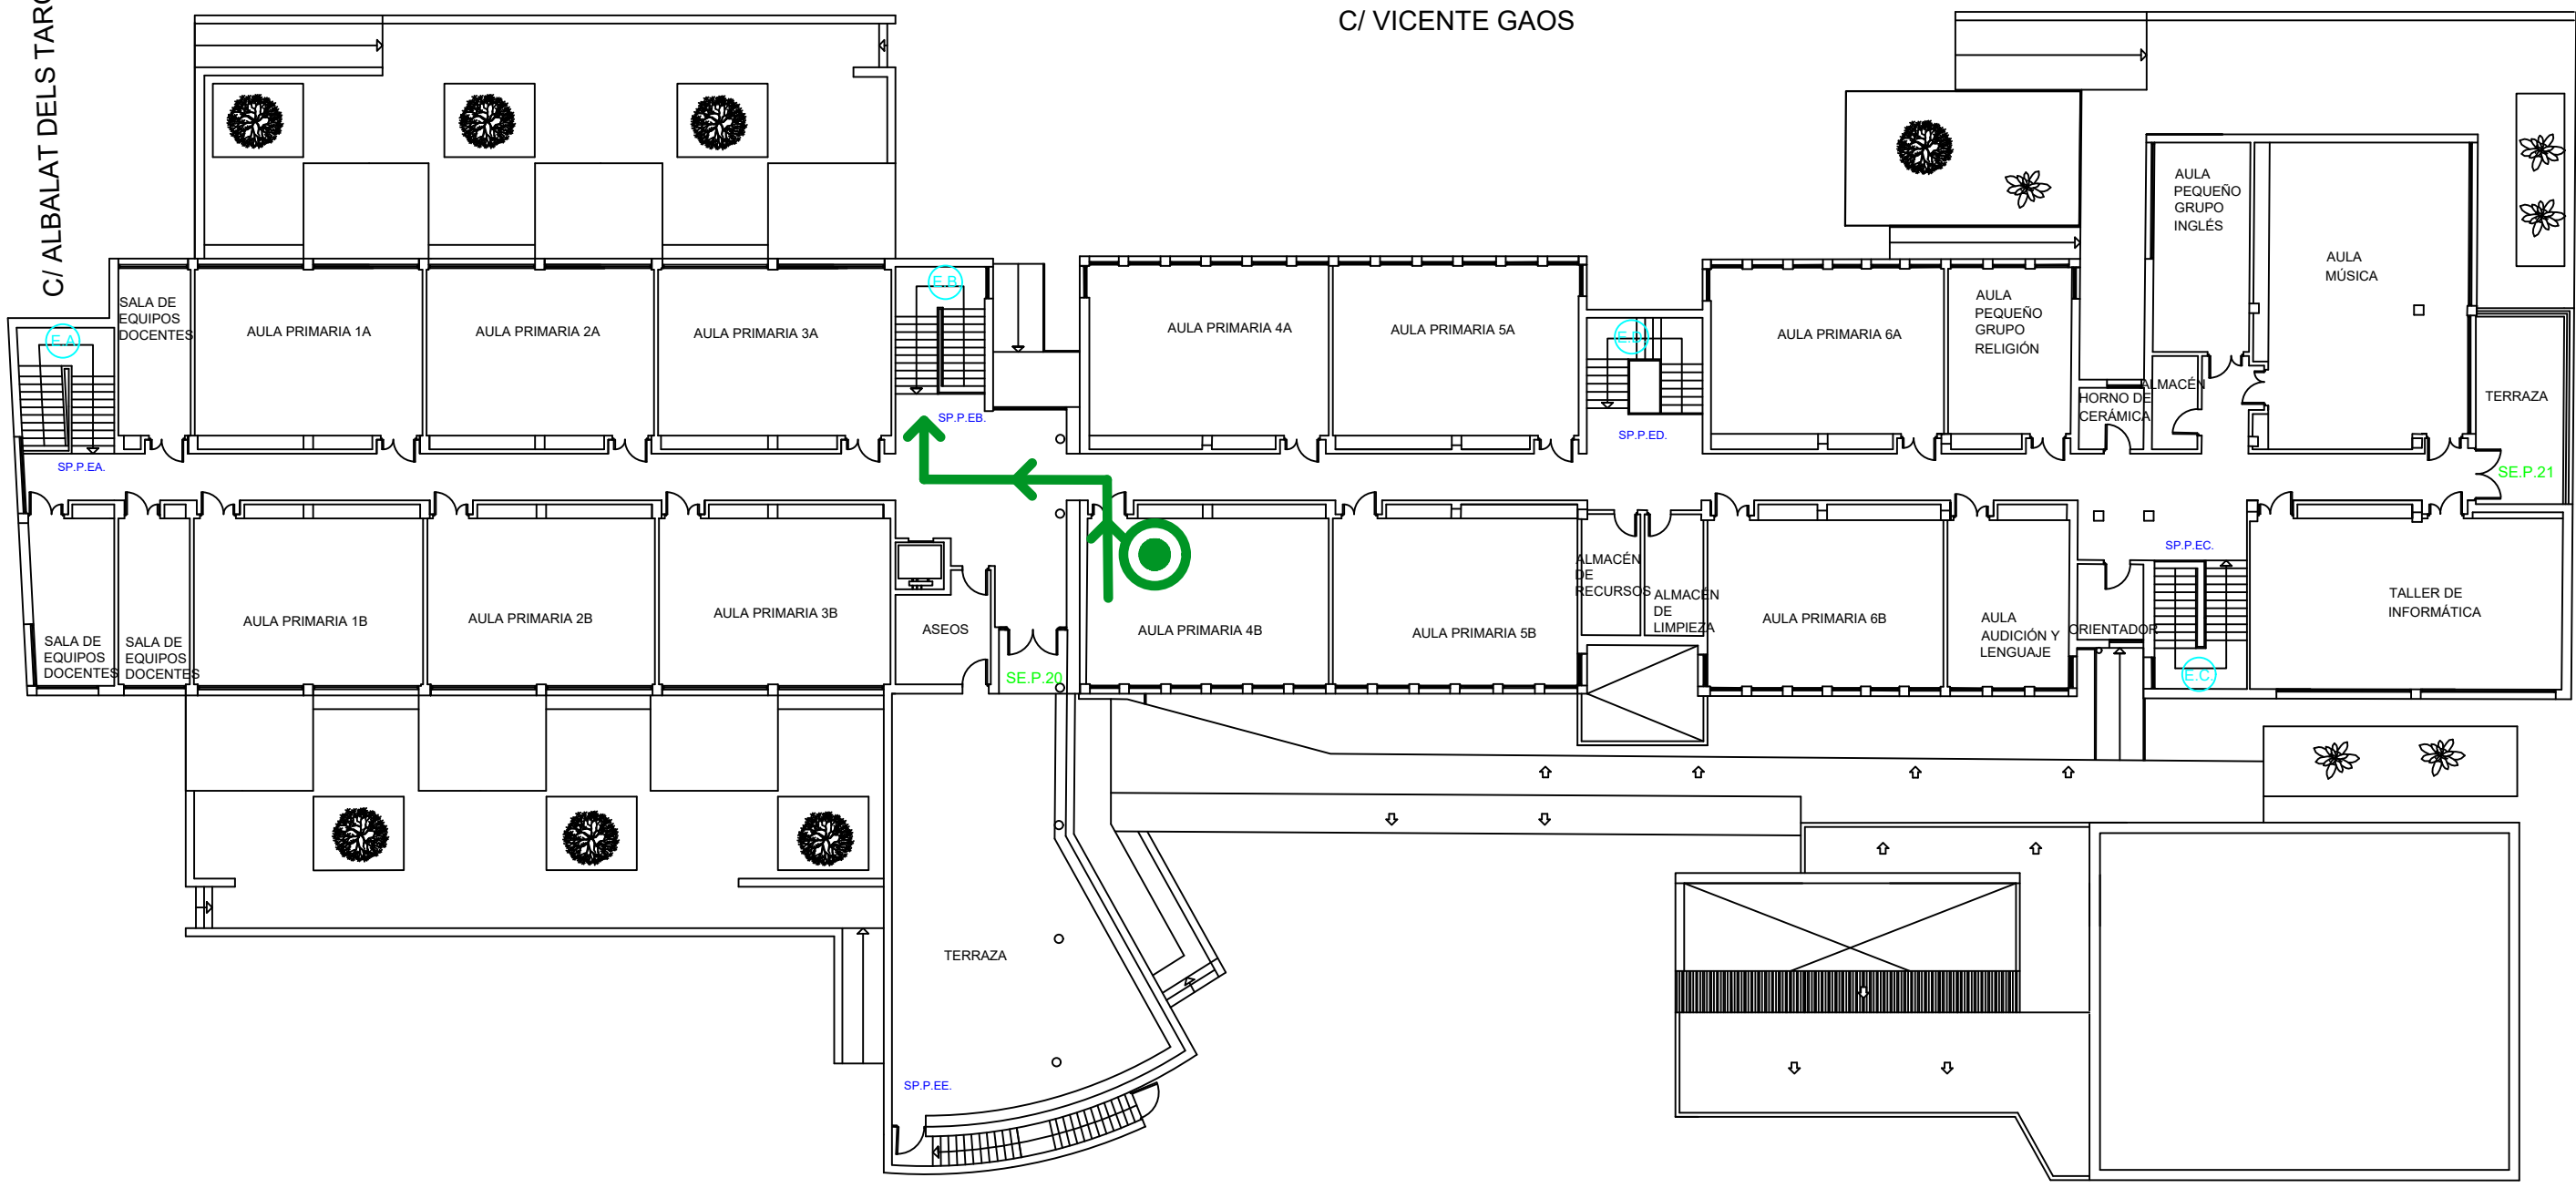 C/ VICENTE GAOS
C/ ALBALAT DELS
AULA
PEQUEÑO
GRUPO
INGLÉS
AULA
MÚSICA
E.A
SALA DE
EQUIPOS
DOCENTES
AULA PRIMARIA 1A
AULA PRIMARIA 2A
AULA PRIMARIA 3A
E.B
AULA PRIMARIA 4A
AULA PRIMARIA 5A
E.D.
AULA PRIMARIA 6A
AULA
PEQUEÑO
GRUPO
RELIGIÓN
HORNO DE
CERÁMICA
ALMACÉN
TERRAZA
SP.P.EA.
SP.P.EB.
SP.P.ED.
SE.P.21
SP.P.EC.
SALA DE
EQUIPOS
DOCENTES
SALA DE
EQUIPOS
DOCENTES
AULA PRIMARIA 1B
AULA PRIMARIA 2B
AULA PRIMARIA 3B
ASEOS
SE.P.20
AULA PRIMARIA 4B
AULA PRIMARIA 5B
ALMACÉN
DE
RECURSOS
ALMACÉN
DE
LIMPIEZA
AULA PRIMARIA 6B
AULA
AUDICIÓN Y
LENGUAJE
ORIENTADOR
E.C.
TALLER DE
INFORMÁTICA
TERRAZA
SP.P.EE.